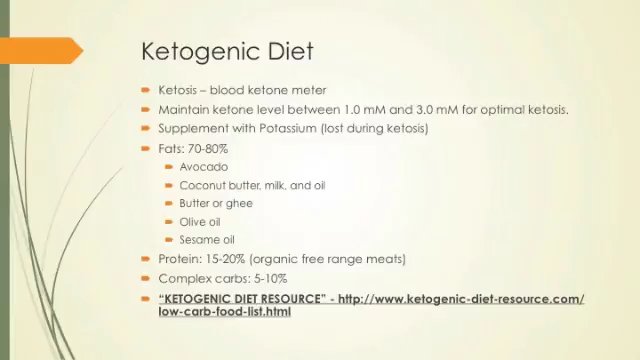 Ketogenic Diet
Ketosis – blood ketone meter
Maintain ketone level between 1.0 mM and 3.0 mM for optimal ketosis.
Supplement with Potassium (lost during ketosis)
Fats: 70-80%
Avocado
Coconut butter, milk, and oil
Butter or ghee
Olive oil
Sesame oil
Protein: 15-20% (organic free range meats)
Complex carbs: 5-10%
“KETOGENIC DIET RESOURCE” - http://www.ketogenic-diet-resource.com/
low-carb-food-list.html